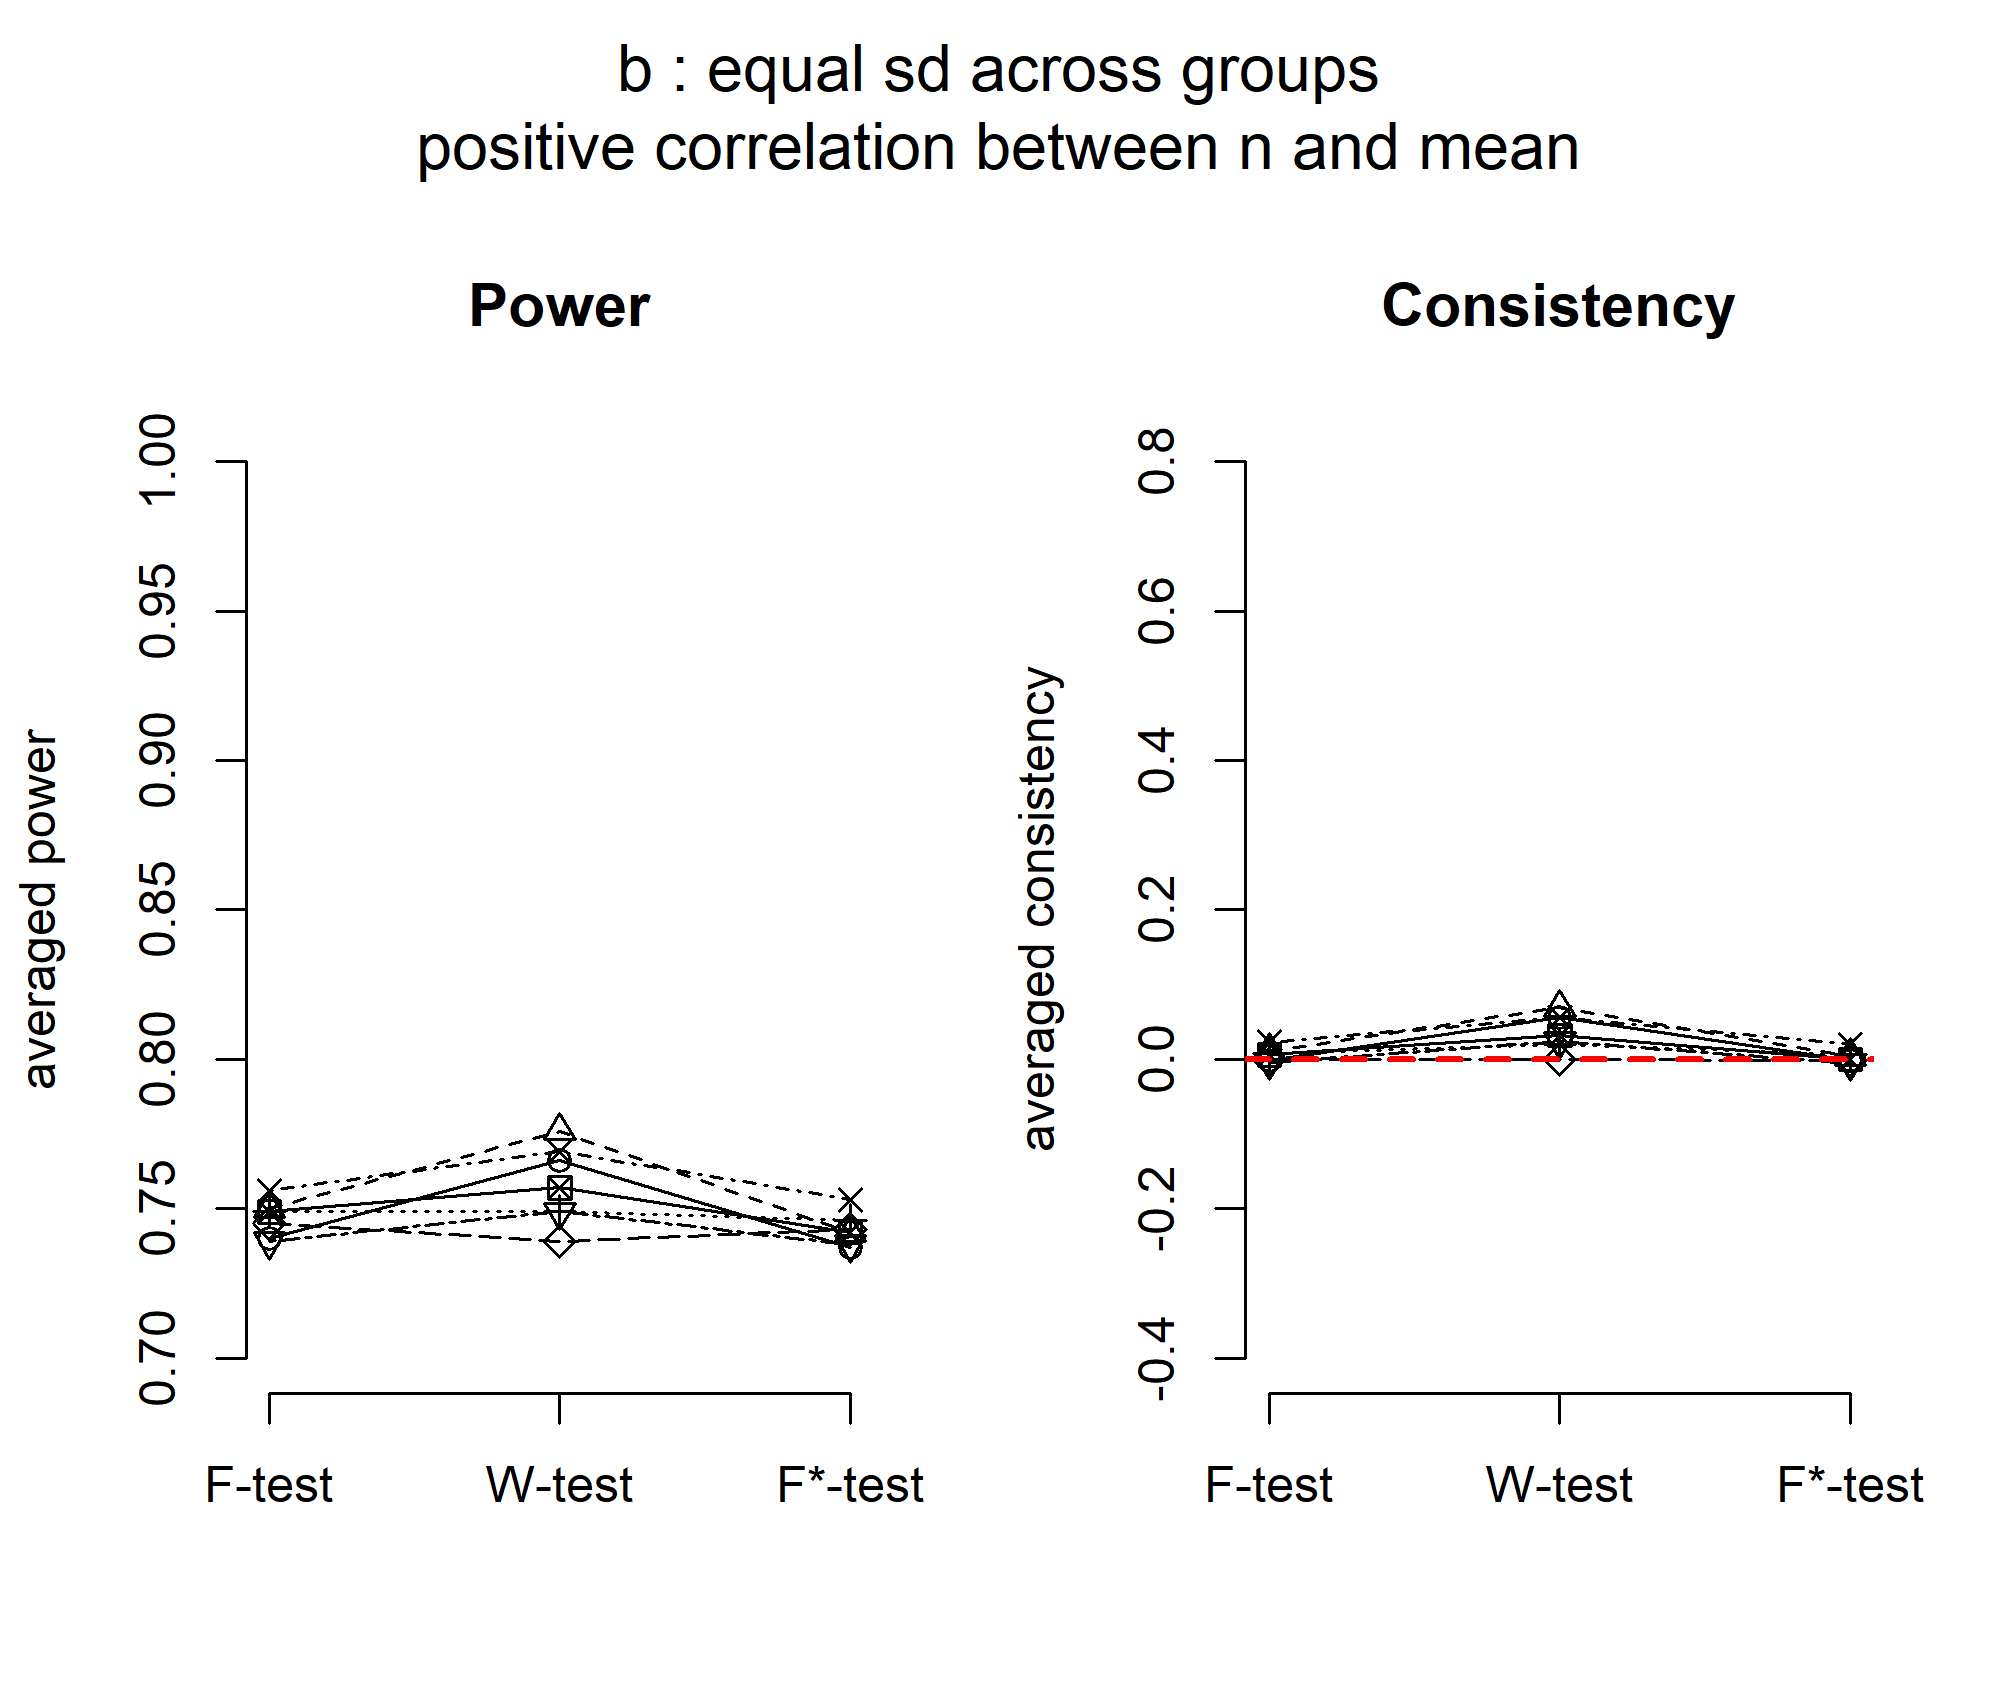 b : equal sd across groups
positive correlation between n and mean
Power
averaged power
1.00
0.95
0.90
0.85
0.80
0.75
0.70
F-test W-test F*-test
Consistency
averaged consistency
0.8
0.6
0.4
0.2
0.0
-0.2
-0.4
F-test W-test F*-test